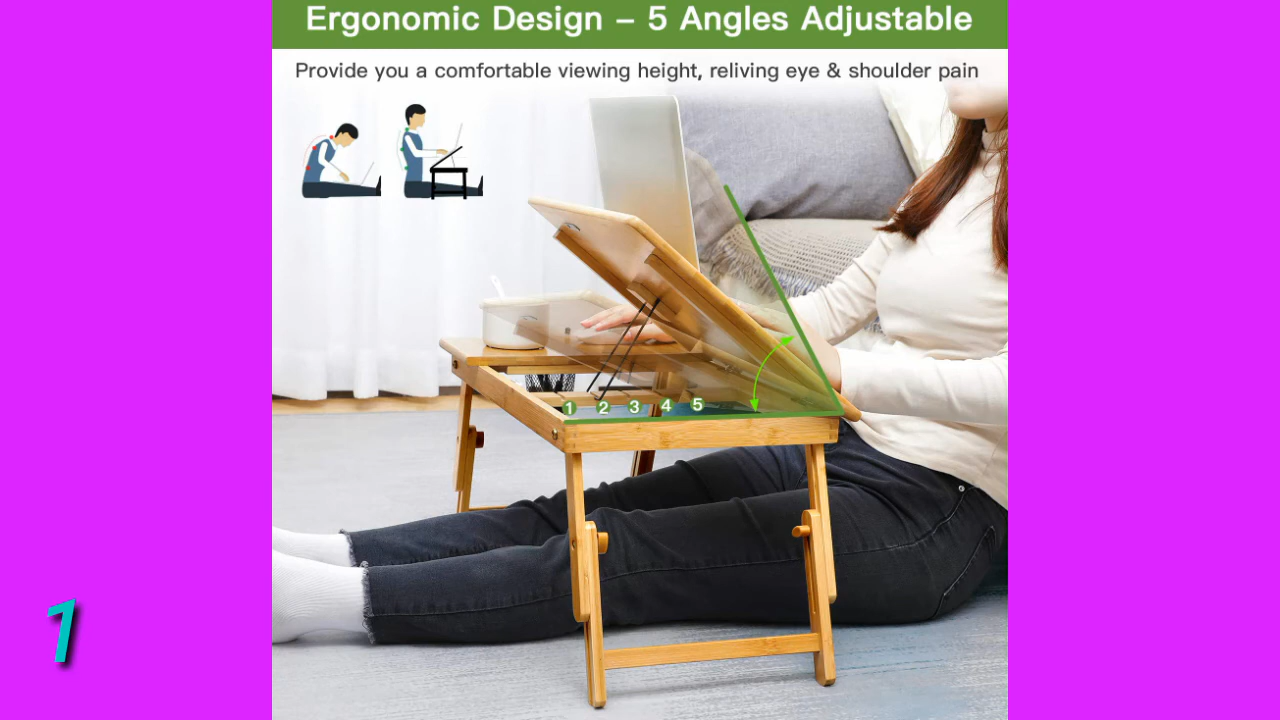 Ergonomic Design – 5 Angles Adjustable
Provide you a comfortable viewing height, reliving eye & shoulder pain
1 2 3 4 5
1